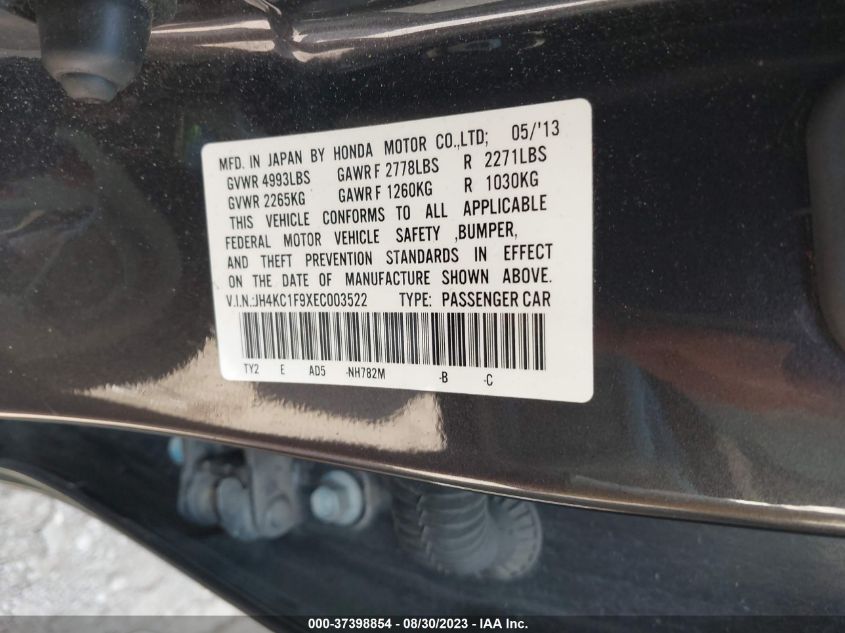 MFD. IN JAPAN BY HONDA MOTOR CO.,LTD; 05/'13
GVWR 4993LBS GAWR F 2778LBS R 2271LBS
GVWR 2265KG GAWR F 1260KG R 1030KG
THIS VEHICLE CONFORMS TO ALL APPLICABLE
FEDERAL MOTOR VEHICLE SAFETY ,BUMPER,
AND THEFT PREVENTION STANDARDS IN EFFECT
ON THE DATE OF MANUFACTURE SHOWN ABOVE.
V.I.N.:JH4KC1F9XEC003522 TYPE: PASSENGER CAR
TY2 E AD5 -NH782M -B -C
000-37398854 / 08/30/2023 - IAA Inc.